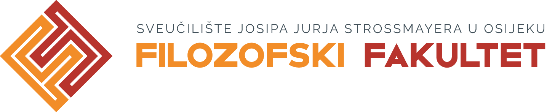 SVEUČILIŠTE JOSIPA JURJA STROSSMAYERA U OSIJEKU
FILOZOFSKI FAKULTET